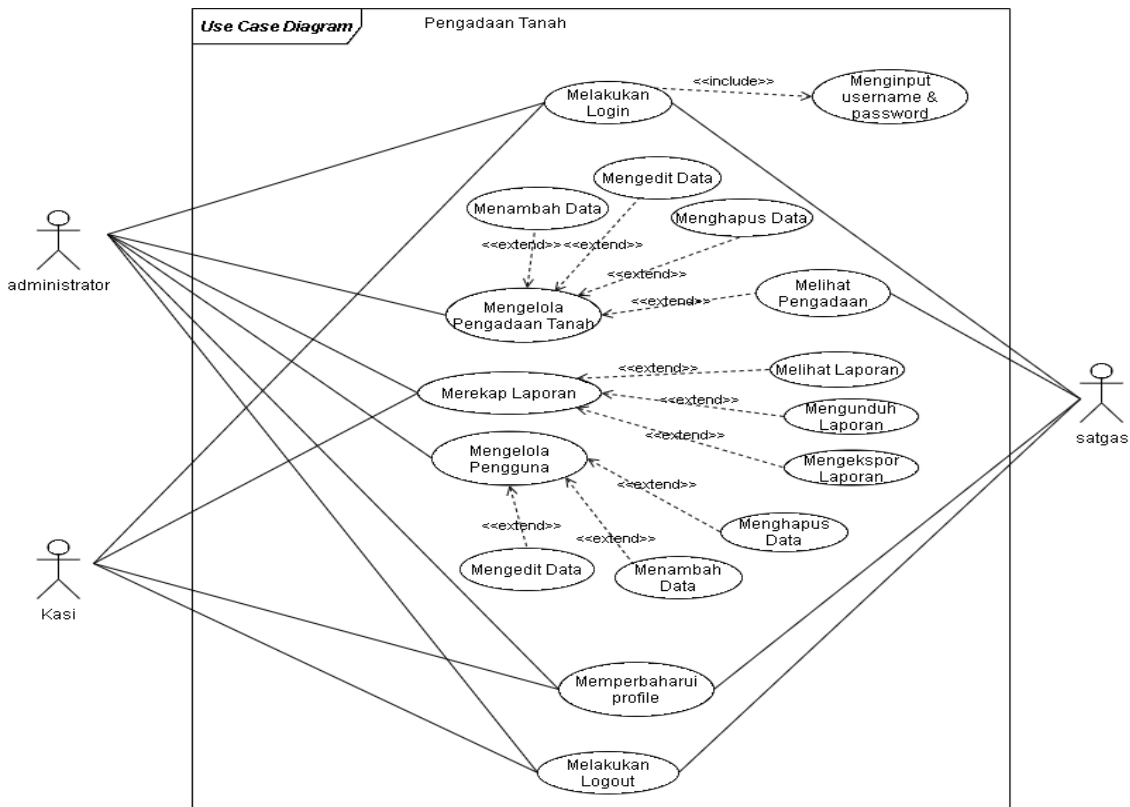 Use Case Diagram
Pengadaan Tanah
<<include>>
Melakukan
Login
Menginput
username &
password
Mengedit Data
Menambah Data
Menghapus Data
<<extend>>
<<extend>>
<<extend>>
administrator
Mengelola
Pengadaan Tanah
<<extend>>
Melihat
Pengadaan
Merekap Laporan
<<extend>>
Melihat Laporan
Mengunduh
Laporan
satgas
<<extend>>
Mengekspor
Laporan
Mengelola
Pengguna
<<extend>>
<<extend>>
<<extend>>
Menghapus
Data
Mengedit Data
Menambah
Data
Kasi
Memperbaharui
profile
Melakukan
Logout